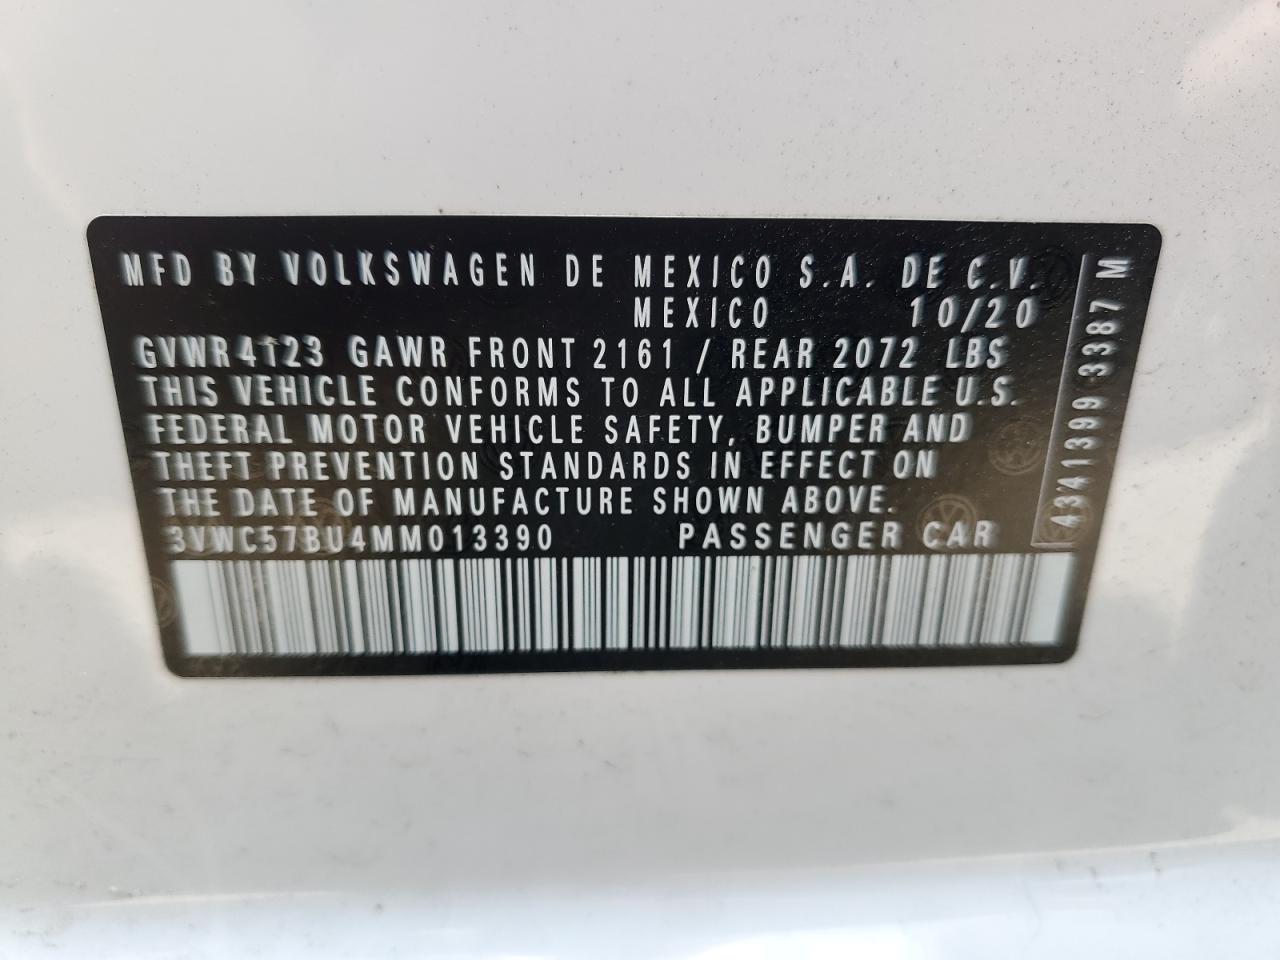 MFD BY VOLKSWAGEN DE MEXICO S.A. DE C.V.
MEXICO 10/20
GVWR 4123 GAWR FRONT 2161 / REAR 2072 LBS
THIS VEHICLE CONFORMS TO ALL APPLICABLE U.S.
FEDERAL MOTOR VEHICLE SAFETY, BUMPER AND
THEFT PREVENTION STANDARDS IN EFFECT ON
THE DATE OF MANUFACTURE SHOWN ABOVE.
3VWC57BU4MM013390 PASSENGER CAR
4341399 3387 M